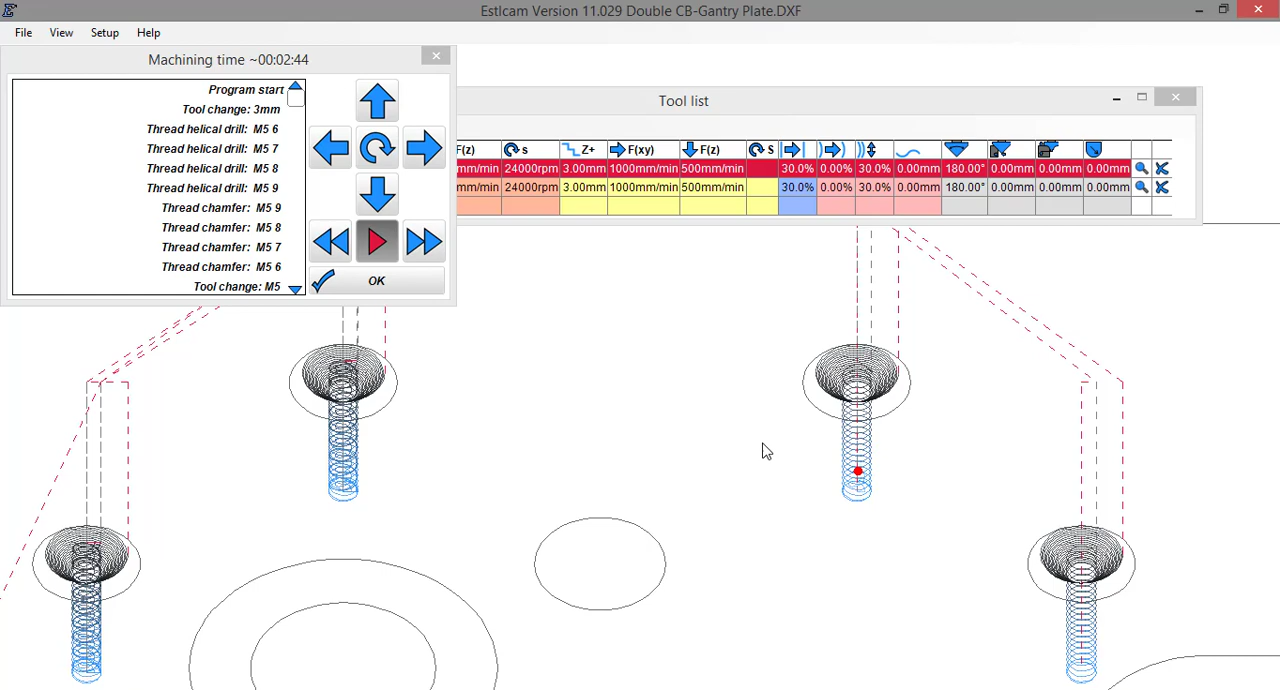 Estlcam Version 11.029 Double CB-Gantry Plate.DXF
File View Setup Help
Machining time ~00:02:44
Program start
Tool change: 3mm
Thread helical drill: M5 6
Thread helical drill: M5 7
Thread helical drill: M5 8
Thread helical drill: M5 9
Thread chamfer: M5 9
Thread chamfer: M5 8
Thread chamfer: M5 7
Thread chamfer: M5 6
Tool change: M5
OK
Tool list
F(z) s Z+ F(xy) F(z) S
mm/min 24000rpm 3.00mm 1000mm/min 500mm/min 30.0% 0.00% 30.0% 0.00mm 180.00° 0.00mm 0.00mm 0.00mm
mm/min 24000rpm 3.00mm 1000mm/min 500mm/min 30.0% 0.00% 30.0% 0.00mm 180.00° 0.00mm 0.00mm 0.00mm